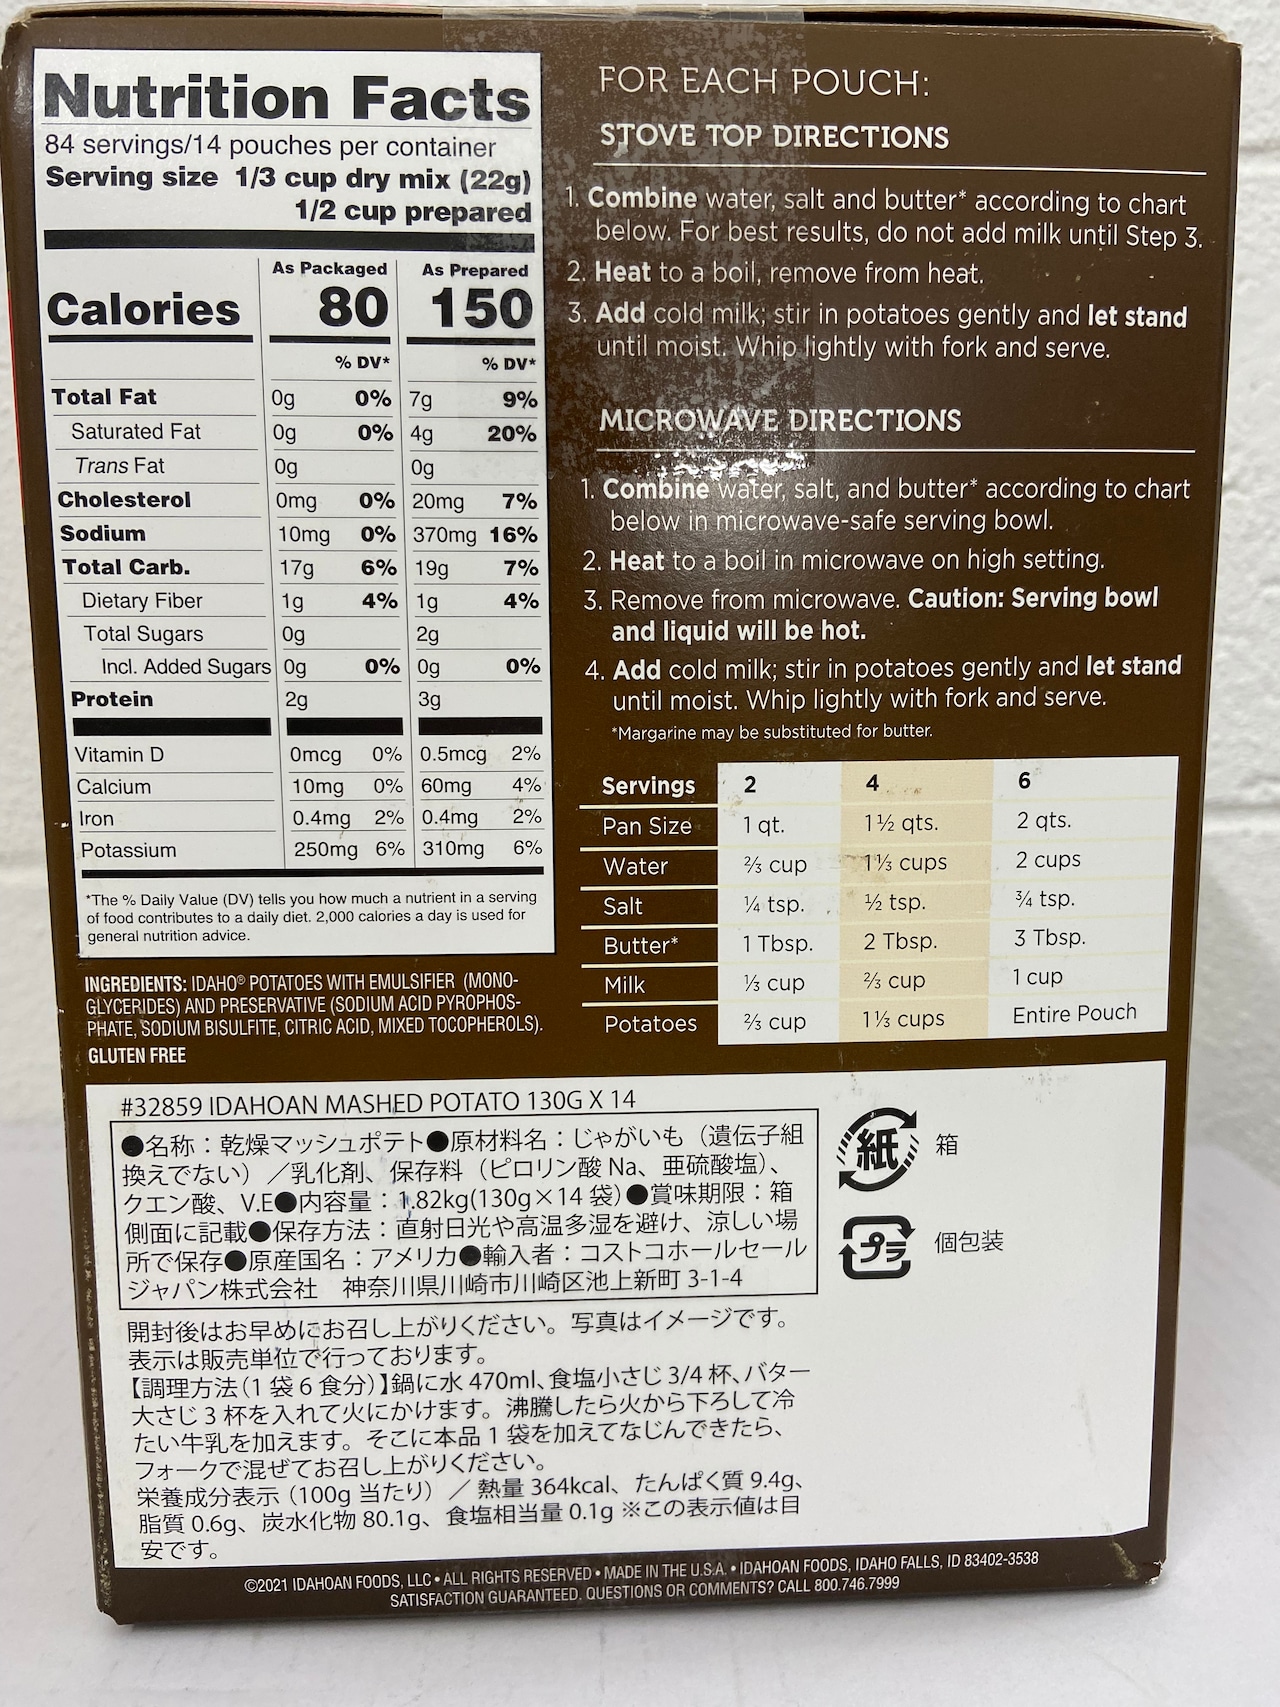 Nutrition Facts
84 servings/14 pouches per container
Serving size 1/3 cup dry mix (22g)
1/2 cup prepared
As Packaged As Prepared
Calories 80 150
% DV* % DV*
Total Fat 0g 0% 7g 9%
Saturated Fat 0g 0% 4g 20%
Trans Fat 0g 0g
Cholesterol 0mg 0% 20mg 7%
Sodium 10mg 0% 370mg 16%
Total Carb. 17g 6% 19g 7%
Dietary Fiber 1g 4% 1g 4%
Total Sugars 0g 2g
Incl. Added Sugars 0g 0% 0g 0%
Protein 2g 3g
Vitamin D 0mcg 0% 0.5mcg 2%
Calcium 10mg 0% 60mg 4%
Iron 0.4mg 2% 0.4mg 2%
Potassium 250mg 6% 310mg 6%
*The % Daily Value (DV) tells you how much a nutrient in a serving
of food contributes to a daily diet. 2,000 calories a day is used for
general nutrition advice.
INGREDIENTS: IDAHO® POTATOES WITH EMULSIFIER (MONO-
GLYCERIDES) AND PRESERVATIVE (SODIUM ACID PYROPHOS-
PHATE, SODIUM BISULFITE, CITRIC ACID, MIXED TOCOPHEROLS).
GLUTEN FREE
FOR EACH POUCH:
STOVE TOP DIRECTIONS
1. Combine water, salt and butter* according to chart
below. For best results, do not add milk until Step 3.
2. Heat to a boil, remove from heat.
3. Add cold milk; stir in potatoes gently and let stand
until moist. Whip lightly with fork and serve.
MICROWAVE DIRECTIONS
1. Combine water, salt, and butter* according to chart
below in microwave-safe serving bowl.
2. Heat to a boil in microwave on high setting.
3. Remove from microwave. Caution: Serving bowl
and liquid will be hot.
4. Add cold milk; stir in potatoes gently and let stand
until moist. Whip lightly with fork and serve.
*Margarine may be substituted for butter.
Servings 2 4 6
Pan Size 1 qt. 1½ qts. 2 qts.
Water ⅔ cup 1⅓ cups 2 cups
Salt ¼ tsp. ½ tsp. ¾ tsp.
Butter* 1 Tbsp. 2 Tbsp. 3 Tbsp.
Milk ⅓ cup ⅔ cup 1 cup
Potatoes ⅔ cup 1⅓ cups Entire Pouch
#32859 IDAHOAN MASHED POTATO 130G X 14
●名称：乾燥マッシュポテト●原材料名：じゃがいも（遺伝子組
換えでない）／乳化剤、保存料（ピロリン酸 Na、亜硫酸塩）、
クエン酸、V.E●内容量：1.82kg(130g×14 袋)●賞味期限：箱
側面に記載●保存方法：直射日光や高温多湿を避け、涼しい場
所で保存●原産国名：アメリカ●輸入者：コストコホールセール
ジャパン株式会社 神奈川県川崎市川崎区池上新町 3-1-4
紙 箱
プラ 個包装
開封後はお早めにお召し上がりください。写真はイメージです。
表示は販売単位で行っております。
【調理方法（1 袋 6 食分）】鍋に水 470ml、食塩小さじ 3/4 杯、バター
大さじ 3 杯を入れて火にかけます。沸騰したら火から下ろして冷
たい牛乳を加えます。そこに本品 1 袋を加えてなじんできたら、
フォークで混ぜてお召し上がりください。
栄養成分表示（100g 当たり）／熱量 364kcal、たんぱく質 9.4g、
脂質 0.6g、炭水化物 80.1g、食塩相当量 0.1g ※この表示値は目
安です。
©2021 IDAHOAN FOODS, LLC • ALL RIGHTS RESERVED • MADE IN THE U.S.A. • IDAHOAN FOODS, IDAHO FALLS, ID 83402-3538
SATISFACTION GUARANTEED. QUESTIONS OR COMMENTS? CALL 800.746.7999